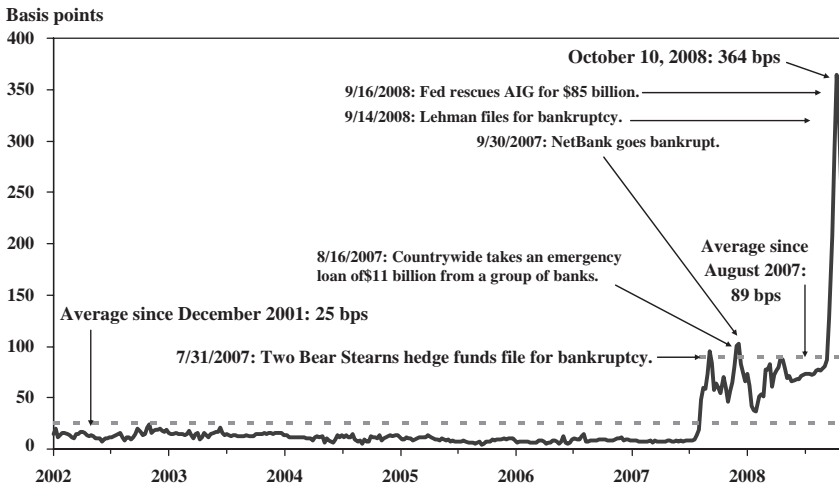 Basis points
400
350
300
250
200
150
100
50
0
October 10, 2008: 364 bps
9/16/2008: Fed rescues AIG for $85 billion.
9/14/2008: Lehman files for bankruptcy.
9/30/2007: NetBank goes bankrupt.
8/16/2007: Countrywide takes an emergency
loan of$11 billion from a group of banks.
Average since
August 2007:
89 bps
Average since December 2001: 25 bps
7/31/2007: Two Bear Stearns hedge funds file for bankruptcy.
2002 2003 2004 2005 2006 2007 2008